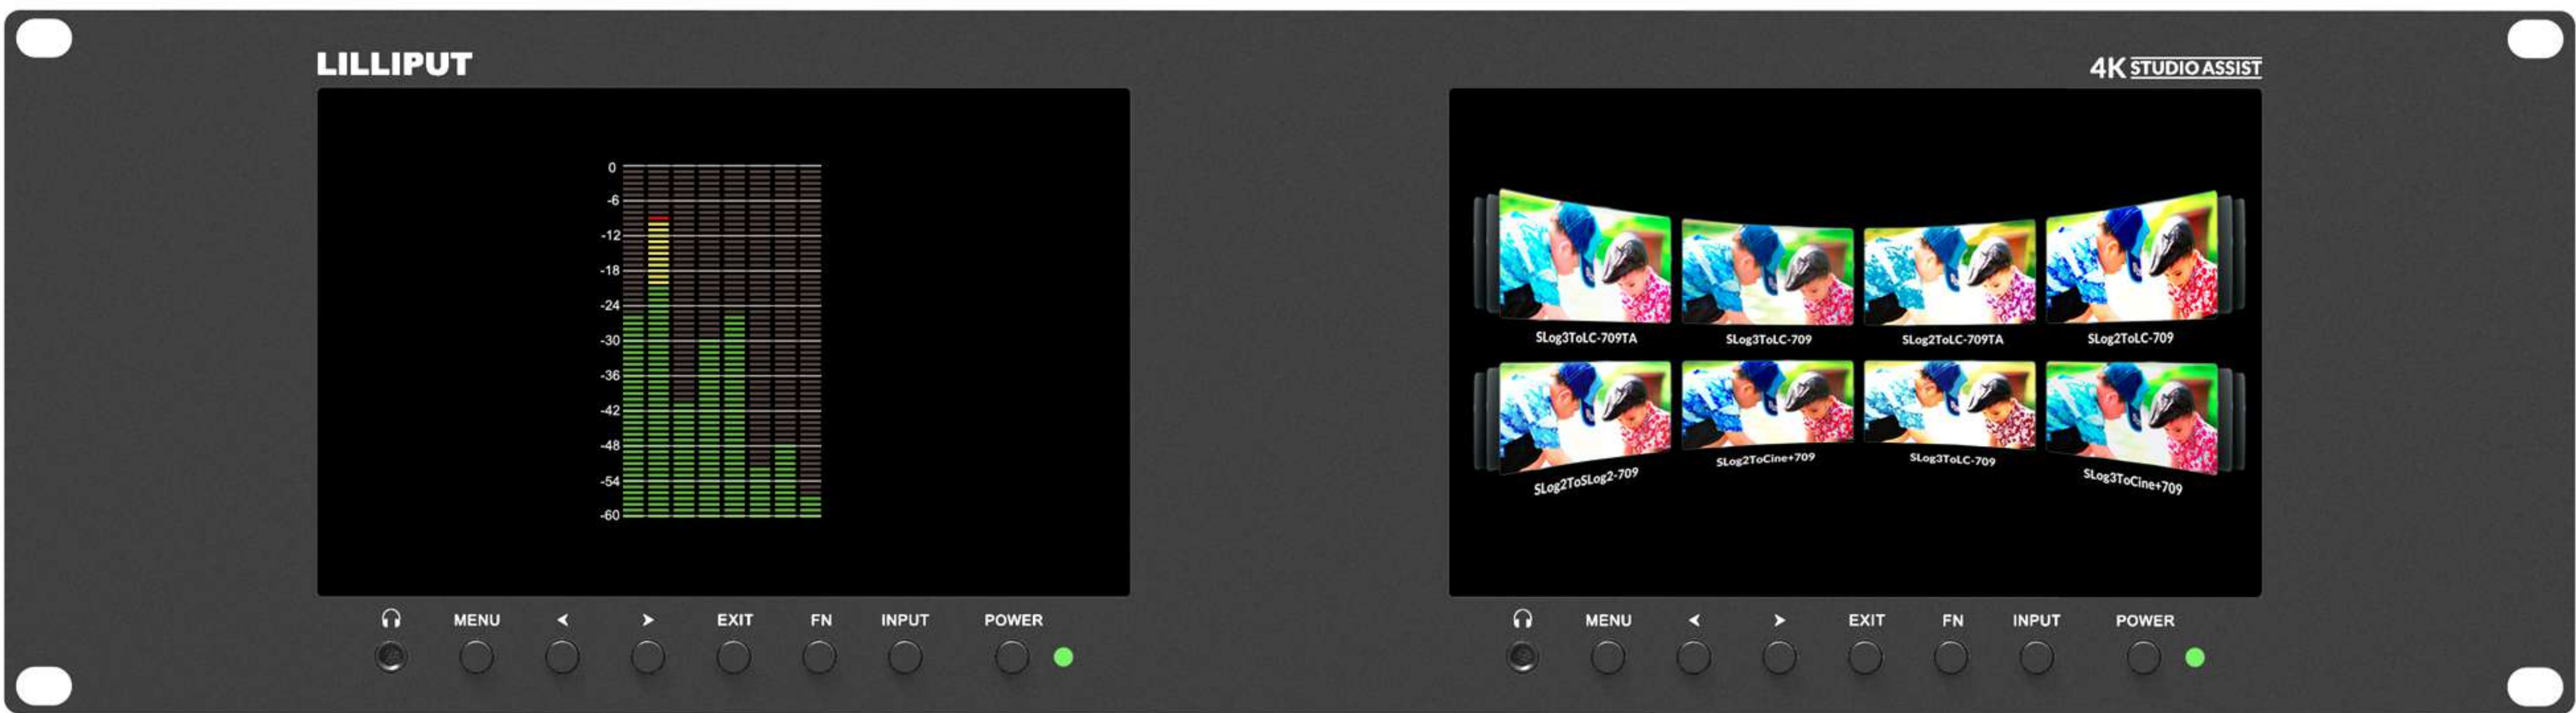 LILLIPUT
4K STUDIO ASSIST
0
-6
-12
-18
-24
-30
-36
-42
-48
-54
-60
SLog3ToLC-709TA SLog3ToLC-709 SLog2ToLC-709TA SLog2ToLC-709
SLog2ToSLog2-709 SLog2ToCine+709 SLog3ToLC-709 SLog3ToCine+709
MENU < > EXIT FN INPUT POWER
MENU < > EXIT FN INPUT POWER